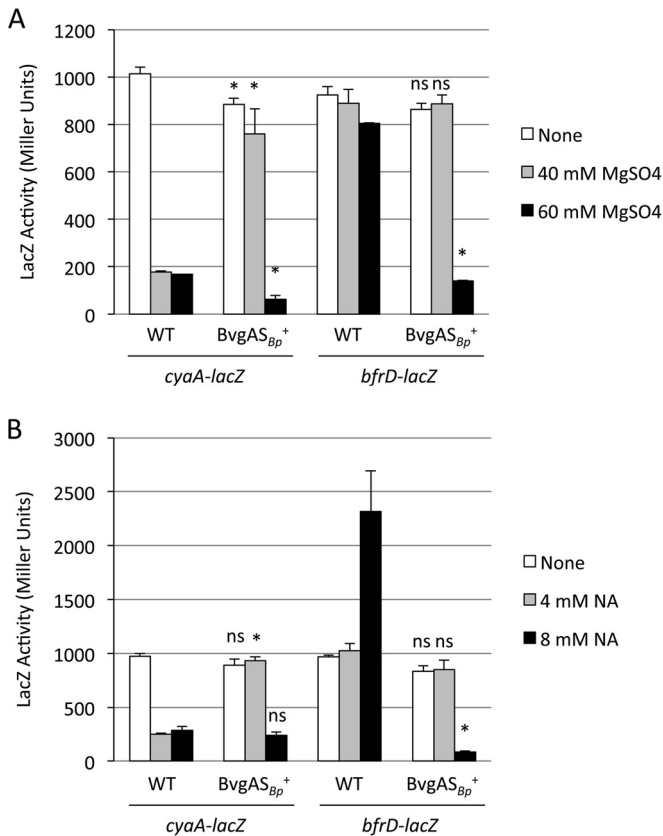 A
LacZ Activity (Miller Units)
1200
1000
800
600
400
200
0
* *
*
ns ns
*
None
40 mM MgSO4
60 mM MgSO4
WT
BvgASBp+
WT
BvgASBp+
cyaA-lacZ
bfrD-lacZ
B
LacZ Activity (Miller Units)
3000
2500
2000
1500
1000
500
0
ns *
ns
ns ns
*
None
4 mM NA
8 mM NA
WT
BvgASBp+
WT
BvgASBp+
cyaA-lacZ
bfrD-lacZ